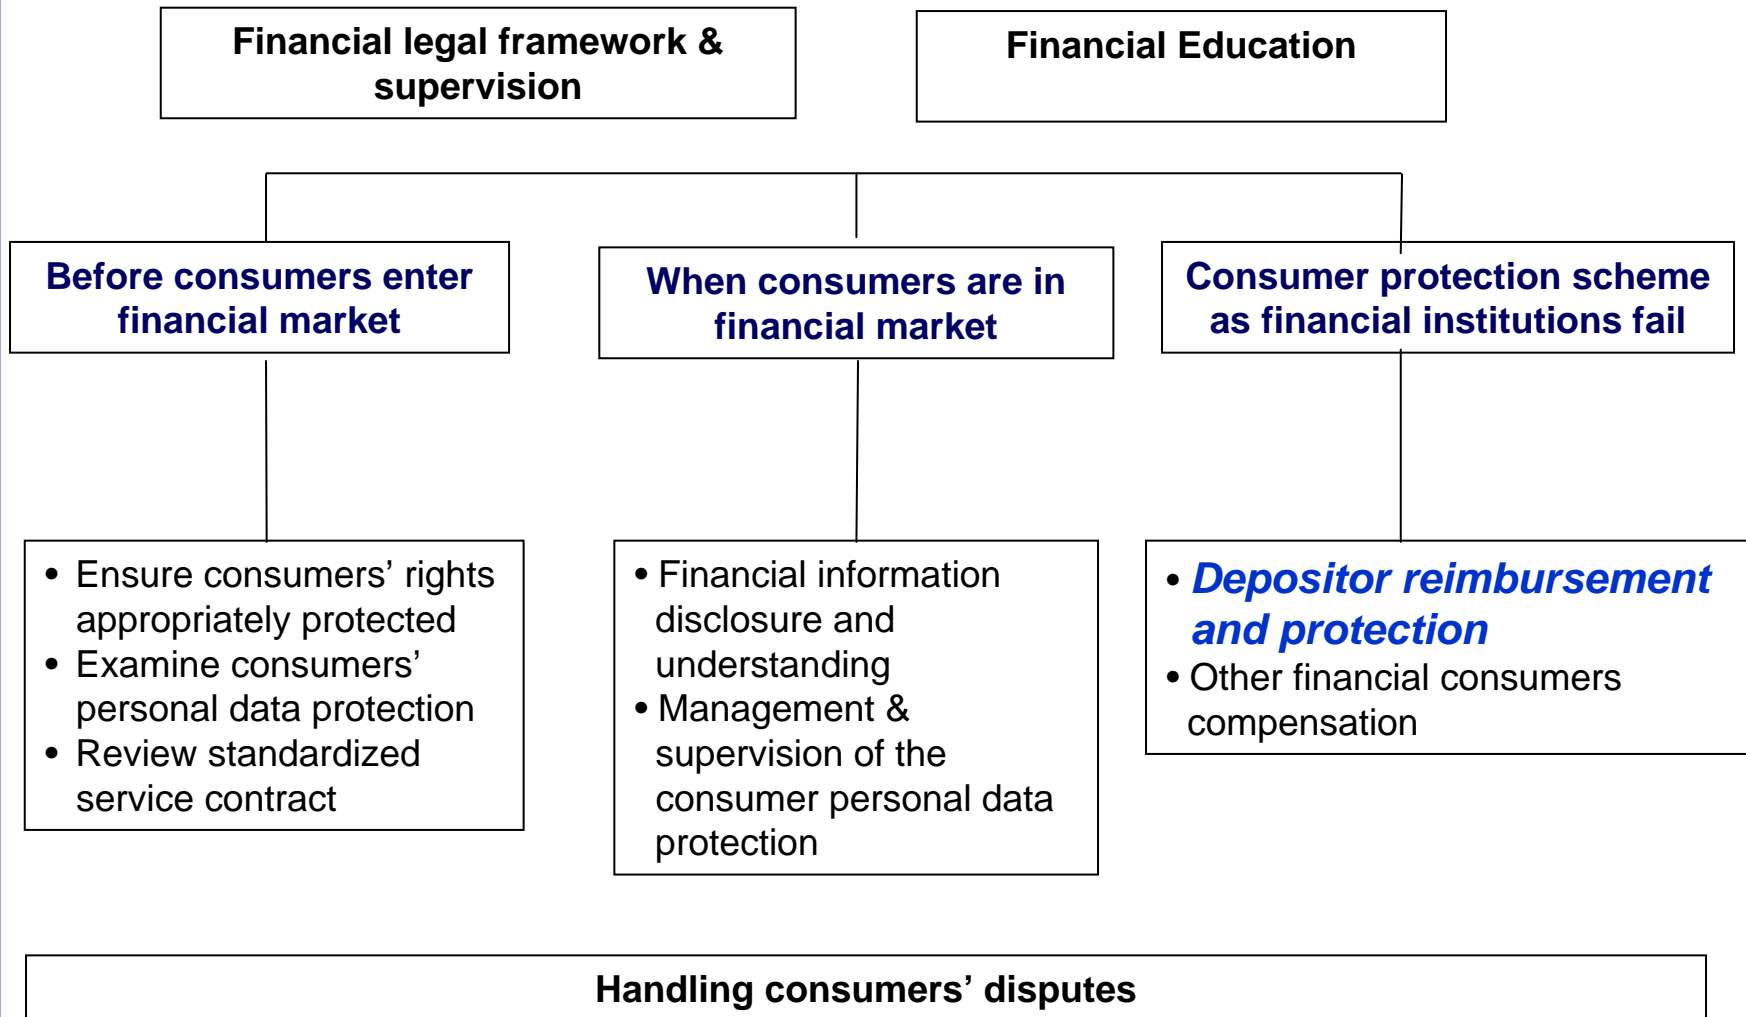 Financial legal framework &
supervision
Financial Education
Before consumers enter
financial market
When consumers are in
financial market
Consumer protection scheme
as financial institutions fail
• Ensure consumers’ rights
appropriately protected
• Examine consumers’
personal data protection
• Review standardized
service contract
• Financial information
disclosure and
understanding
• Management &
supervision of the
consumer personal data
protection
• Depositor reimbursement
and protection
• Other financial consumers
compensation
Handling consumers’ disputes